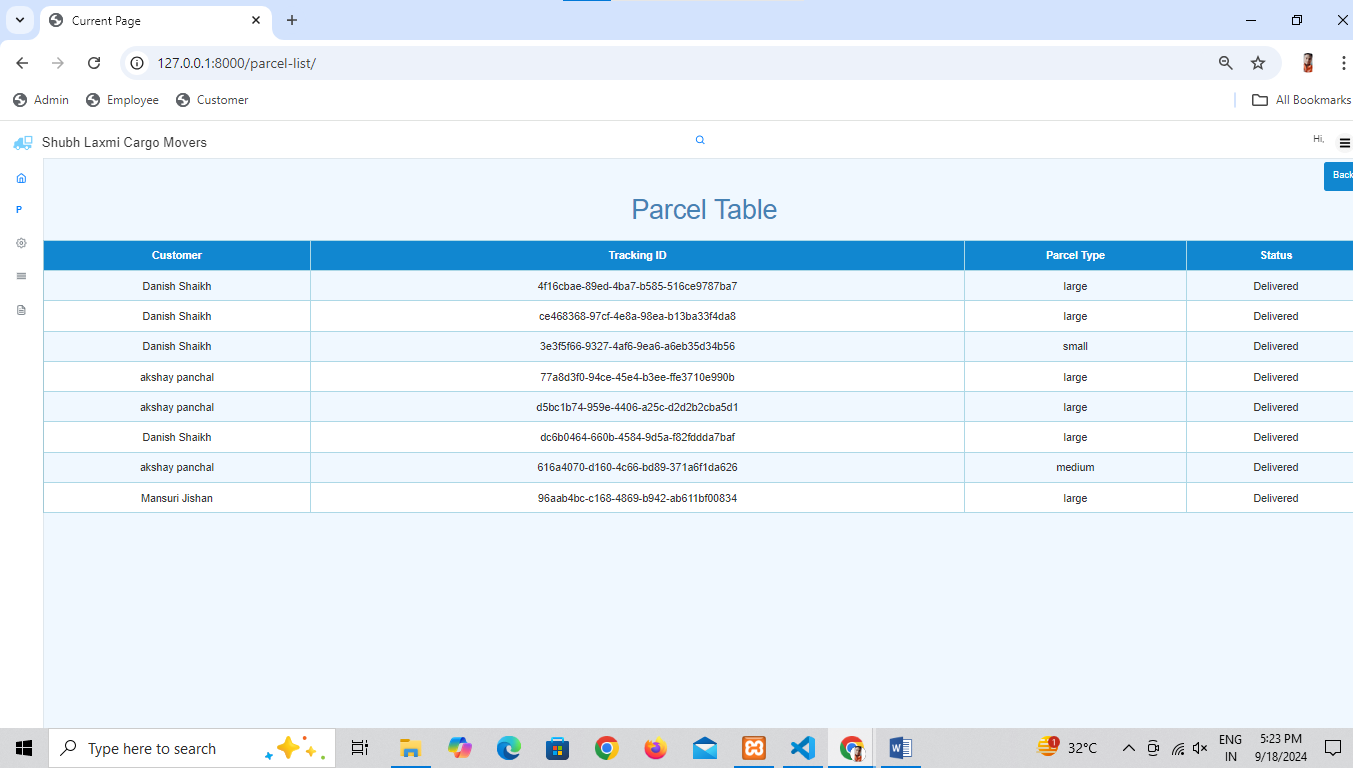 Current Page
127.0.0.1:8000/parcel-list/
Admin Employee Customer All Bookmarks
Shubh Laxmi Cargo Movers Hi,
Back
P
Parcel Table
Customer Tracking ID Parcel Type Status
Danish Shaikh 4f16cbae-89ed-4ba7-b585-516ce9787ba7 large Delivered
Danish Shaikh ce468368-97cf-4e8a-98ea-b13ba33f4da8 large Delivered
Danish Shaikh 3e3f5f66-9327-4af6-9ea6-a6eb35d34b56 small Delivered
akshay panchal 77a8d3f0-94ce-45e4-b3ee-ffe3710e990b large Delivered
akshay panchal d5bc1b74-959e-4406-a25c-d2d2b2cba5d1 large Delivered
Danish Shaikh dc6b0464-660b-4584-9d5a-f82fddda7baf large Delivered
akshay panchal 616a4070-d160-4c66-bd89-371a6f1da626 medium Delivered
Mansuri Jishan 96aab4bc-c168-4869-b942-ab611bf00834 large Delivered
Type here to search 1 32°C ENG 5:23 PM
IN 9/18/2024